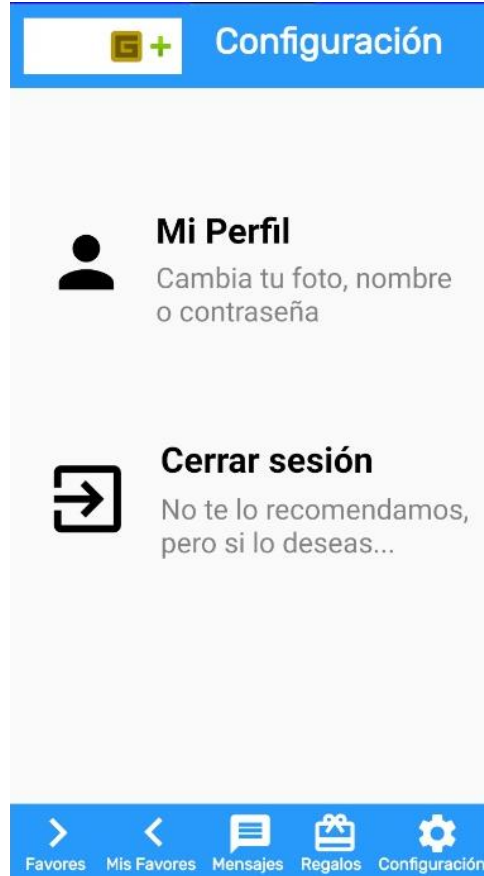 G+ Configuración
Mi Perfil
Cambia tu foto, nombre
o contraseña
Cerrar sesión
No te lo recomendamos,
pero si lo deseas...
Favores Mis Favores Mensajes Regalos Configuración